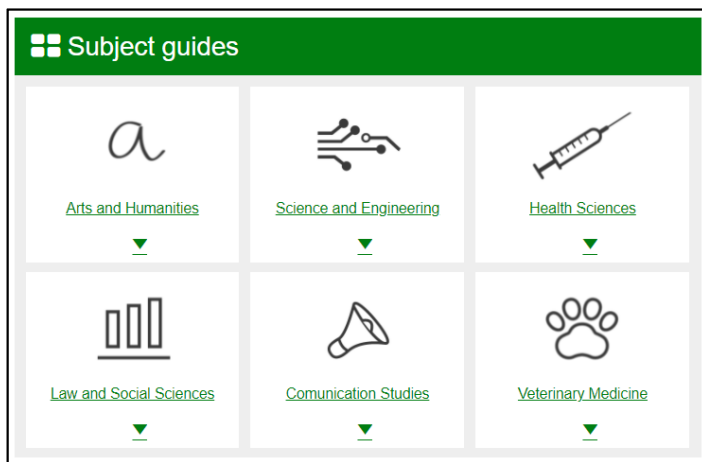 Subject guides
Arts and Humanities
Science and Engineering
Health Sciences
Law and Social Sciences
Comunication Studies
Veterinary Medicine